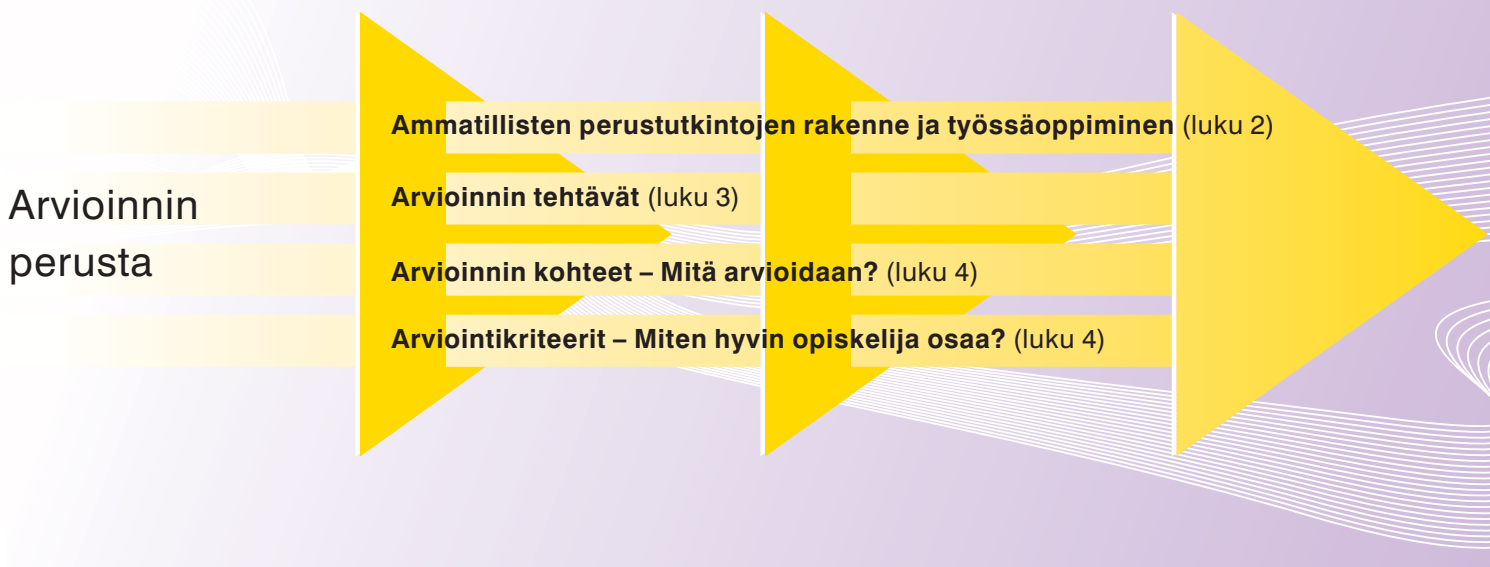 Arvioinnin
perusta
Ammatillisten perustutkintojen rakenne ja työssäoppiminen (luku 2)
Arvioinnin tehtävät (luku 3)
Arvioinnin kohteet – Mitä arvioidaan? (luku 4)
Arviointikriteerit – Miten hyvin opiskelija osaa? (luku 4)